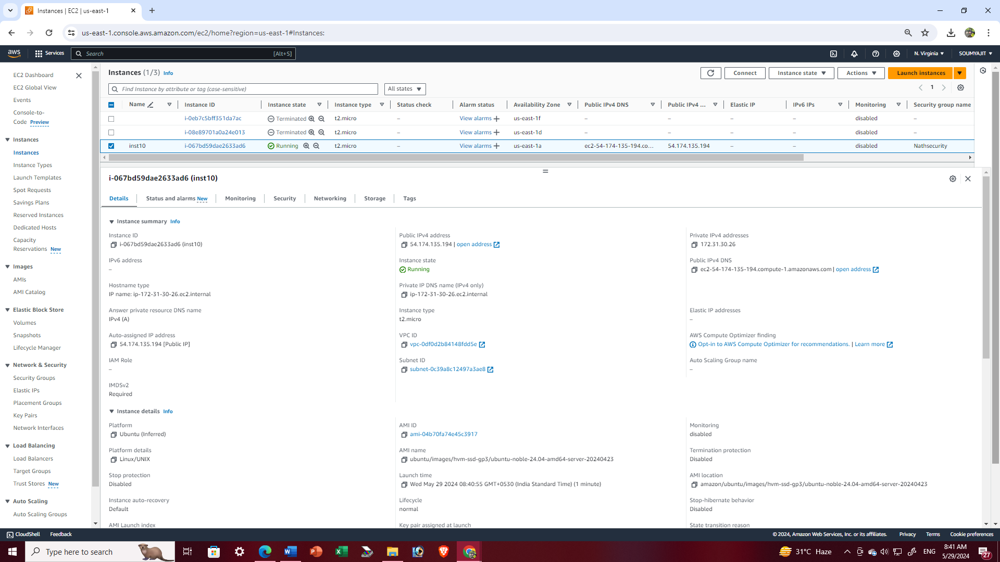 Instances | EC2 | us-east-1
us-east-1.console.aws.amazon.com/ec2/home?region=us-east-1#Instances:
aws Services Search [Alt+S] N. Virginia SOUMYAJIT
EC2 Dashboard
EC2 Global View
Events
Console-to-
Code Preview
Instances
Instances
Instance Types
Launch Templates
Spot Requests
Savings Plans
Reserved Instances
Dedicated Hosts
Capacity
Reservations New
Images
AMIs
AMI Catalog
Elastic Block Store
Volumes
Snapshots
Lifecycle Manager
Network & Security
Security Groups
Elastic IPs
Placement Groups
Key Pairs
Network Interfaces
Load Balancing
Load Balancers
Target Groups
Trust Stores New
Auto Scaling
Auto Scaling Groups
Instances (1/3) Info Connect Instance state Actions Launch instances
Find Instance by attribute or tag (case-sensitive) All states 1
Name Instance ID Instance state Instance type Status check Alarm status Availability Zone Public IPv4 DNS Public IPv4 ... Elastic IP IPv6 IPs Monitoring Security group name
i-0eb7c5bff351da7ac Terminated t2.micro – View alarms us-east-1f – – – – disabled –
i-08e89701a0a24e013 Terminated t2.micro – View alarms us-east-1d – – – – disabled –
inst10 i-067bd59dae2633ad6 Running t2.micro – View alarms us-east-1a ec2-54-174-135-194.co... 54.174.135.194 – – disabled Nathsecurity
i-067bd59dae2633ad6 (inst10)
Details Status and alarms New Monitoring Security Networking Storage Tags
Instance summary Info
Instance ID Public IPv4 address Private IPv4 addresses
i-067bd59dae2633ad6 (inst10) 54.174.135.194 | open address 172.31.30.26
IPv6 address Instance state Public IPv4 DNS
– Running ec2-54-174-135-194.compute-1.amazonaws.com | open address
Hostname type Private IP DNS name (IPv4 only)
IP name: ip-172-31-30-26.ec2.internal ip-172-31-30-26.ec2.internal
Answer private resource DNS name Instance type Elastic IP addresses
IPv4 (A) t2.micro –
Auto-assigned IP address VPC ID AWS Compute Optimizer finding
54.174.135.194 [Public IP] vpc-0df0d2b84148fdd5e Opt-in to AWS Compute Optimizer for recommendations. | Learn more
IAM Role Subnet ID Auto Scaling Group name
– subnet-0c39a8c12497a3ae8 –
IMDSv2
Required
Instance details Info
Platform AMI ID Monitoring
Ubuntu (Inferred) ami-04b70fa74e45c3917 disabled
Platform details AMI name Termination protection
Linux/UNIX ubuntu/images/hvm-ssd-gp3/ubuntu-noble-24.04-amd64-server-20240423 Disabled
Stop protection Launch time AMI location
Disabled Wed May 29 2024 08:40:55 GMT+0530 (India Standard Time) (1 minute) amazon/ubuntu/images/hvm-ssd-gp3/ubuntu-noble-24.04-amd64-server-20240423
Instance auto-recovery Lifecycle Stop-hibernate behavior
Default normal Disabled
AMI Launch index Key pair assigned at launch State transition reason
CloudShell Feedback © 2024, Amazon Web Services, Inc. or its affiliates. Privacy Terms Cookie preferences
Type here to search 31°C Haze ENG 8:41 AM
5/29/2024 27